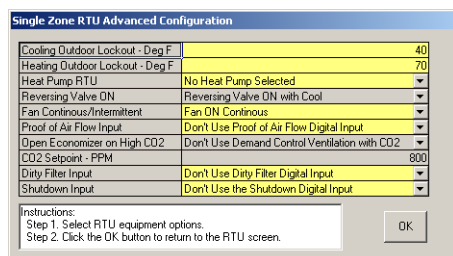 Single Zone RTU Advanced Configuration
Cooling Outdoor Lockout - Deg F 40
Heating Outdoor Lockout - Deg F 70
Heat Pump RTU No Heat Pump Selected
Reversing Valve ON Reversing Valve ON with Cool
Fan Continous/Intermittent Fan ON Continous
Proof of Air Flow Input Don't Use Proof of Air Flow Digital Input
Open Economizer on High CO2 Don't Use Demand Control Ventilation with CO2
CO2 Setpoint - PPM 800
Dirty Filter Input Don't Use Dirty Filter Digital Input
Shutdown Input Don't Use the Shutdown Digital Input
Instructions:
Step 1. Select RTU equipment options.
Step 2. Click the OK button to return to the RTU screen.
OK